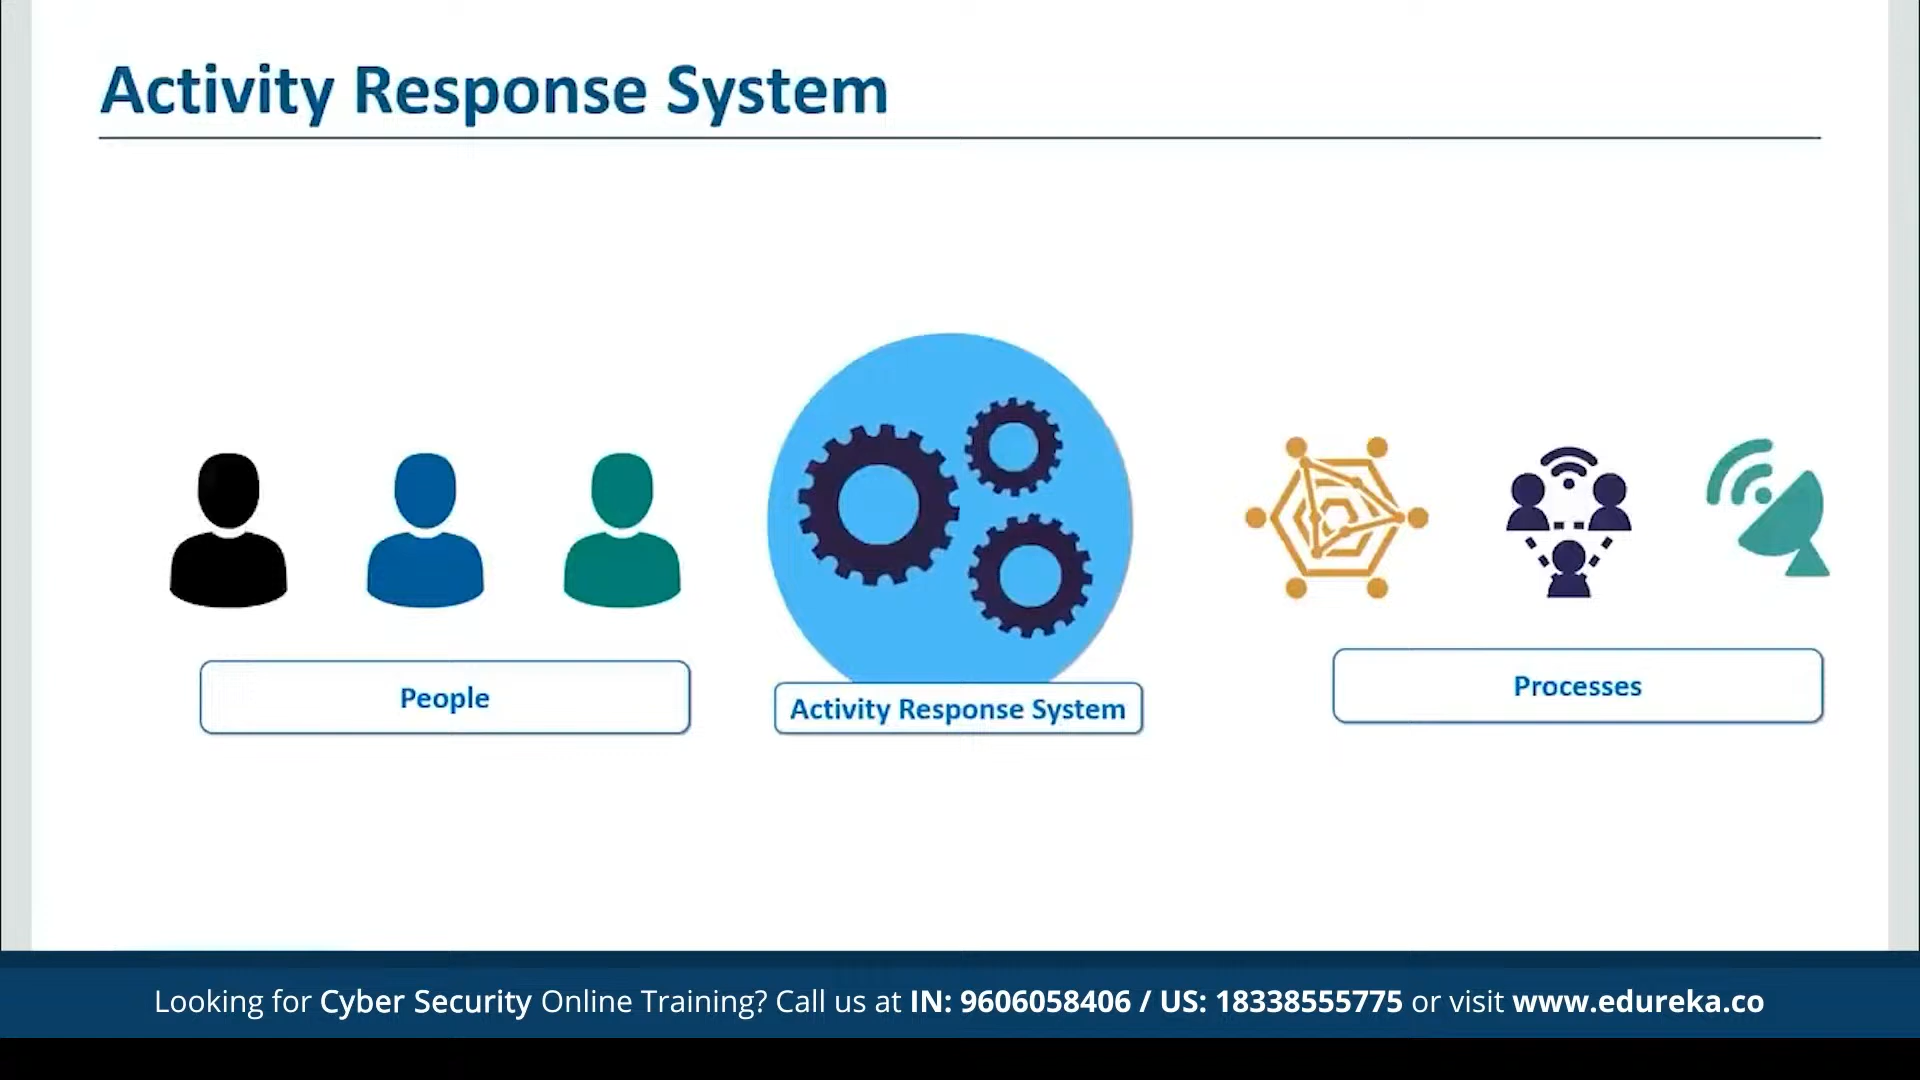 Activity Response System
People
Activity Response System
Processes
Looking for Cyber Security Online Training? Call us at IN: 9606058406 / US: 18338555775 or visit www.edureka.co